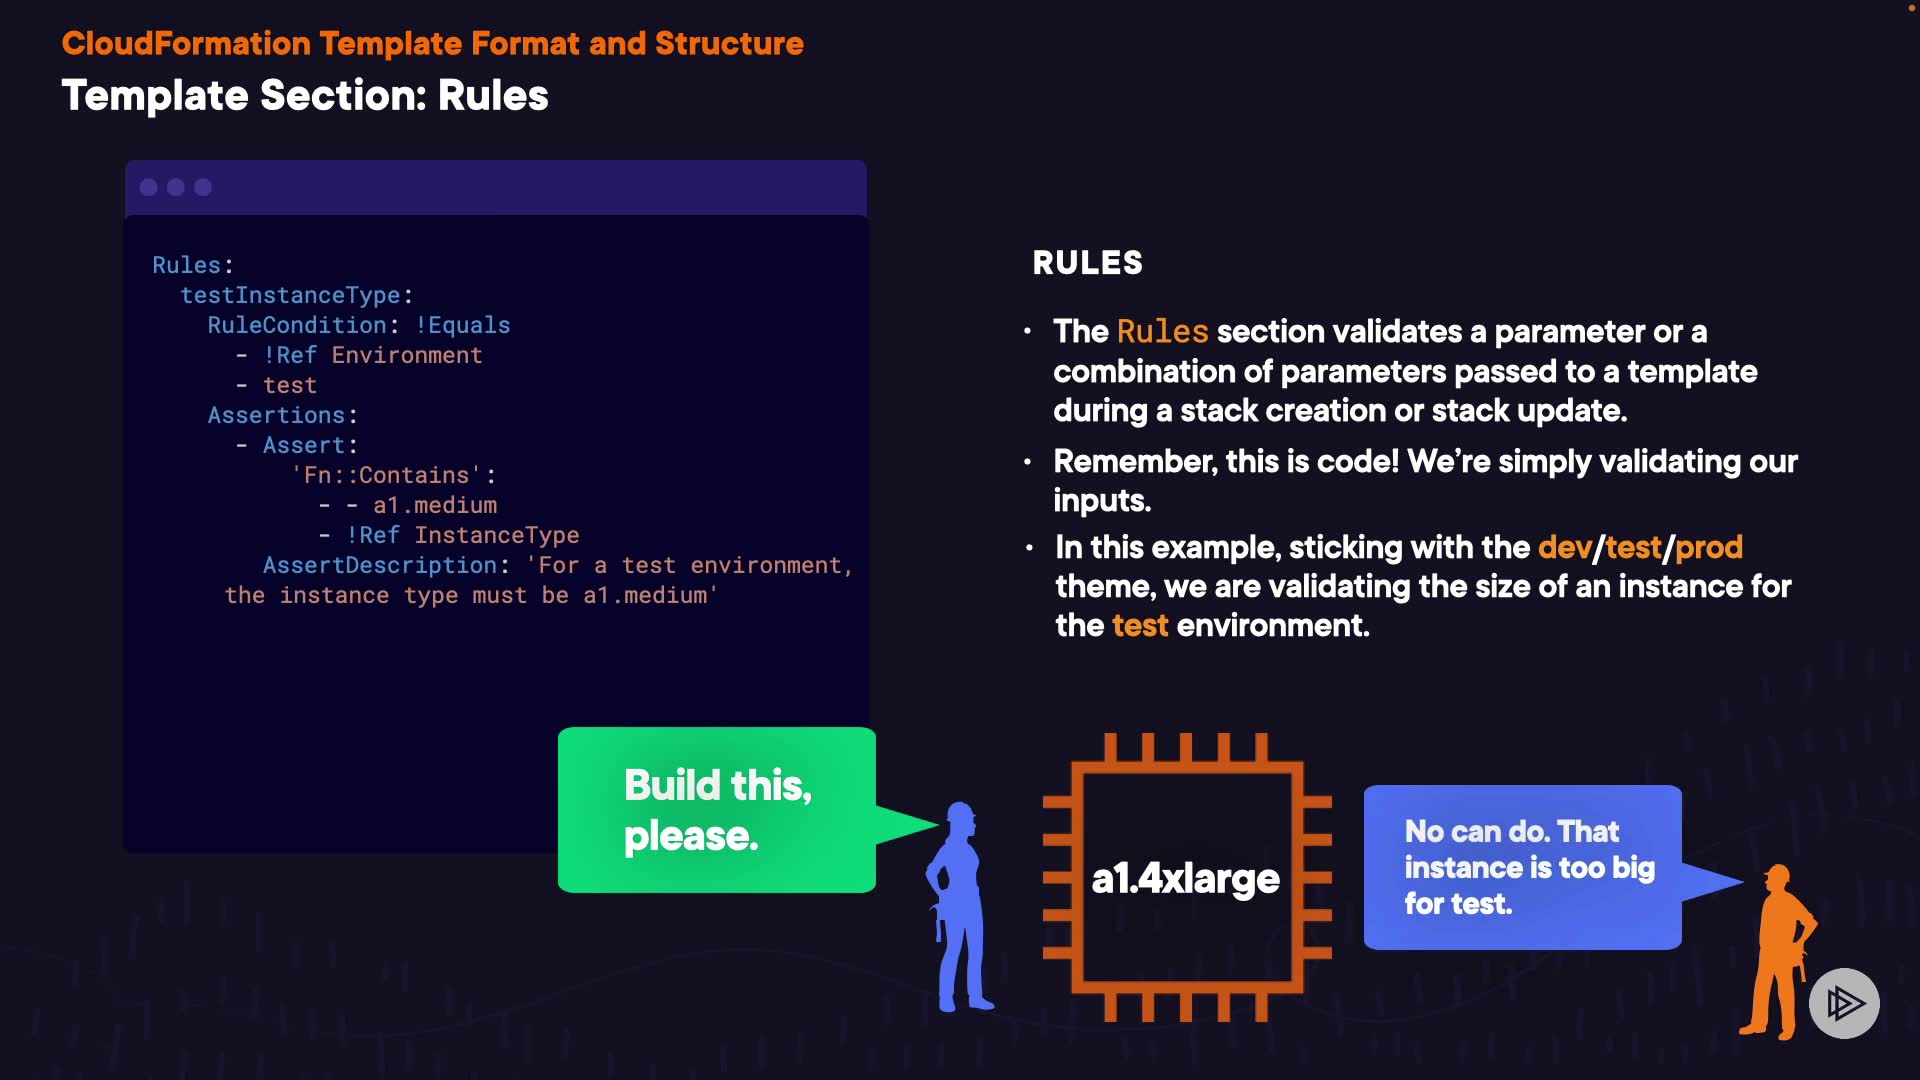 CloudFormation Template Format and Structure
Template Section: Rules
Rules:
  testInstanceType:
    RuleCondition: !Equals
      - !Ref Environment
      - test
    Assertions:
      - Assert:
          'Fn::Contains':
            - - a1.medium
            - !Ref InstanceType
        AssertDescription: 'For a test environment,
     the instance type must be a1.medium'
RULES
• The Rules section validates a parameter or a
combination of parameters passed to a template
during a stack creation or stack update.
• Remember, this is code! We’re simply validating our
inputs.
• In this example, sticking with the dev/test/prod
theme, we are validating the size of an instance for
the test environment.
Build this,
please.
a1.4xlarge
No can do. That
instance is too big
for test.